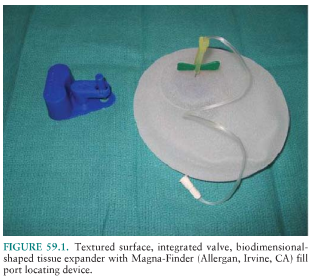 FIGURE 59.1. Textured surface, integrated valve, biodimensional-
shaped tissue expander with Magna-Finder (Allergan, Irvine, CA) fill
port locating device.